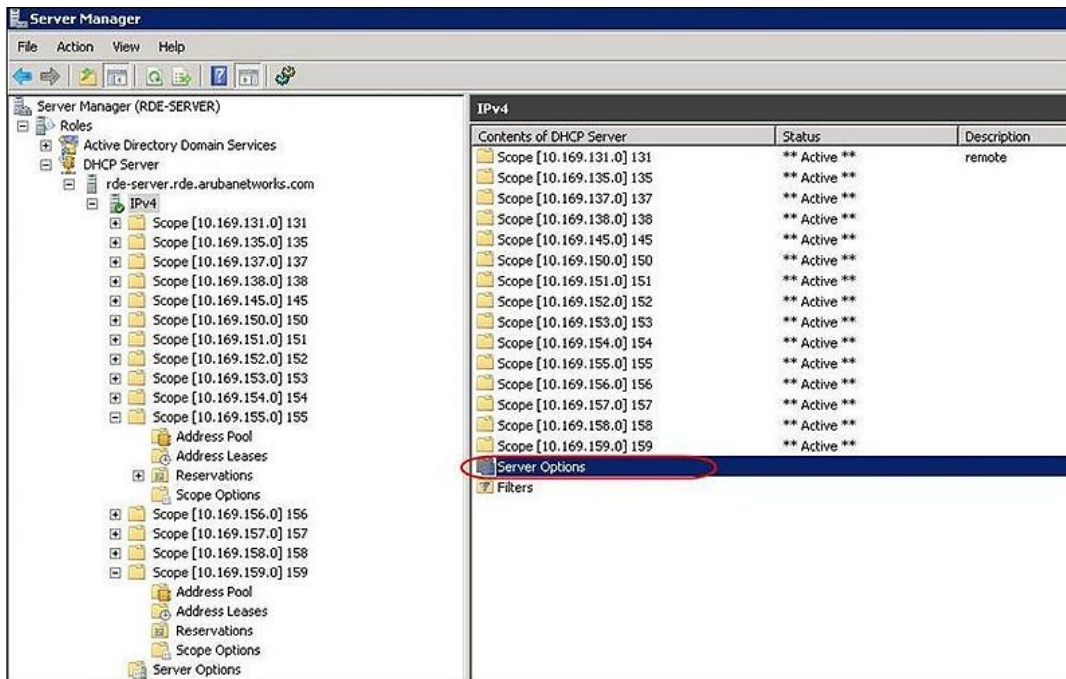 Server Manager
File Action View Help
Server Manager (RDE-SERVER)
Roles
Active Directory Domain Services
DHCP Server
rde-server.rde.arubanetworks.com
IPv4
Scope [10.169.131.0] 131
Scope [10.169.135.0] 135
Scope [10.169.137.0] 137
Scope [10.169.138.0] 138
Scope [10.169.145.0] 145
Scope [10.169.150.0] 150
Scope [10.169.151.0] 151
Scope [10.169.152.0] 152
Scope [10.169.153.0] 153
Scope [10.169.154.0] 154
Scope [10.169.155.0] 155
Address Pool
Address Leases
Reservations
Scope Options
Scope [10.169.156.0] 156
Scope [10.169.157.0] 157
Scope [10.169.158.0] 158
Scope [10.169.159.0] 159
Address Pool
Address Leases
Reservations
Scope Options
Server Options
IPv4
Contents of DHCP Server Status Description
Scope [10.169.131.0] 131 ** Active ** remote
Scope [10.169.135.0] 135 ** Active **
Scope [10.169.137.0] 137 ** Active **
Scope [10.169.138.0] 138 ** Active **
Scope [10.169.145.0] 145 ** Active **
Scope [10.169.150.0] 150 ** Active **
Scope [10.169.151.0] 151 ** Active **
Scope [10.169.152.0] 152 ** Active **
Scope [10.169.153.0] 153 ** Active **
Scope [10.169.154.0] 154 ** Active **
Scope [10.169.155.0] 155 ** Active **
Scope [10.169.156.0] 156 ** Active **
Scope [10.169.157.0] 157 ** Active **
Scope [10.169.158.0] 158 ** Active **
Scope [10.169.159.0] 159 ** Active **
Server Options
Filters